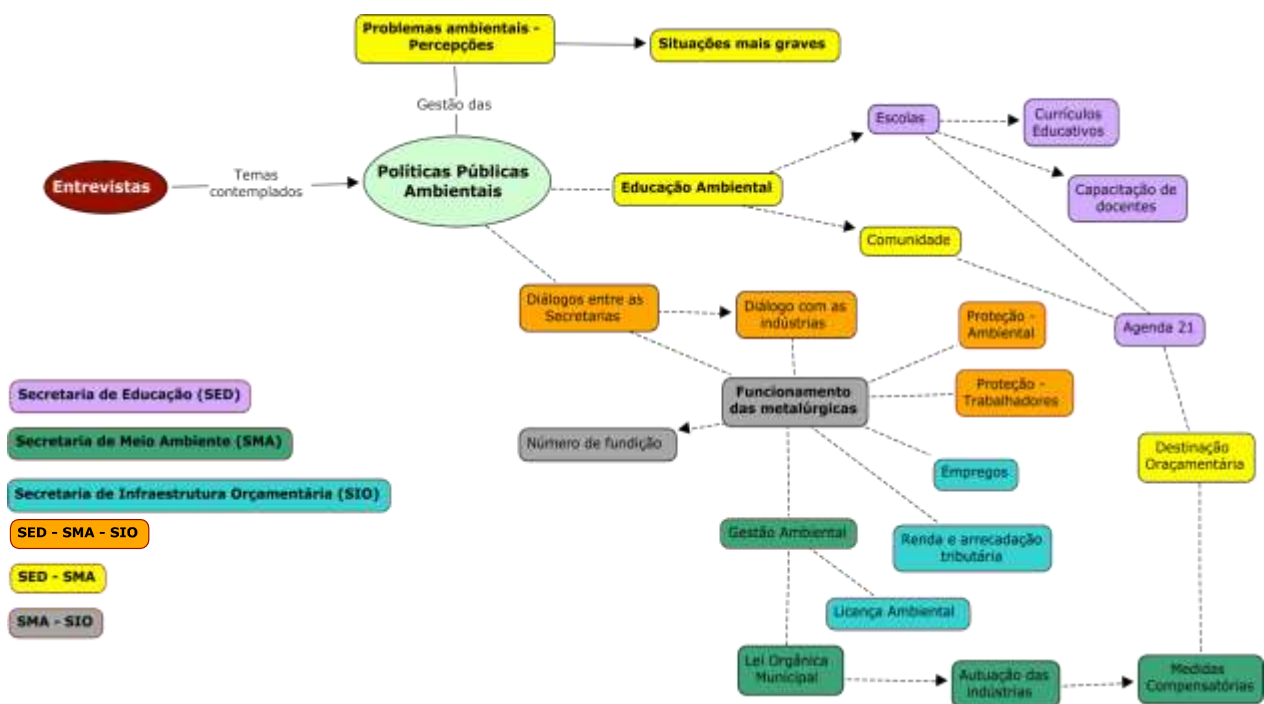 Problemas ambientais -
Percepções
Situações mais graves
Gestão das
Escolas
Currículos
Educativos
Entrevistas
Temas
contemplados
Políticas Públicas
Ambientais
Educação Ambiental
Capacitação de
docentes
Comunidade
Diálogos entre as
Secretarias
Diálogo com as
indústrias
Proteção -
Ambiental
Agenda 21
Funcionamento
das metalúrgicas
Proteção -
Trabalhadores
Número de fundição
Empregos
Destinação
Oraçamentária
Gestão Ambiental
Renda e arrecadação
tributária
Licença Ambiental
Lei Orgânica
Municipal
Autuação das
indústrias
Medidas
Compensatórias
Secretaria de Educação (SED)
Secretaria de Meio Ambiente (SMA)
Secretaria de Infraestrutura Orçamentária (SIO)
SED - SMA - SIO
SED - SMA
SMA - SIO